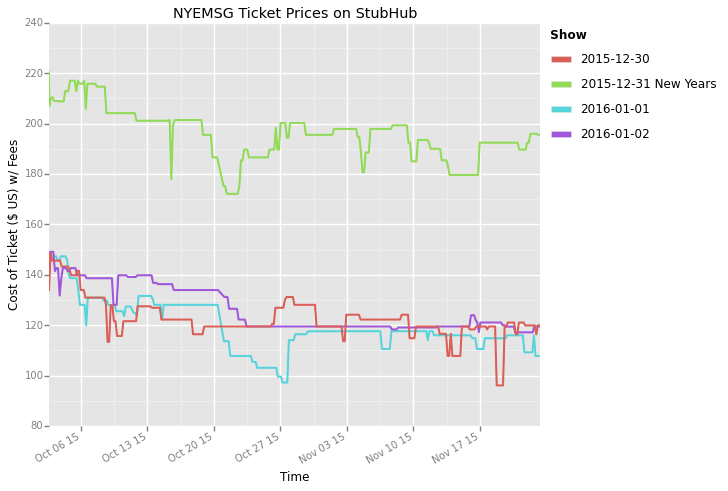 NYEMSG Ticket Prices on StubHub
240
220
200
180
160
140
120
100
80
Cost of Ticket ($ US) w/ Fees
Oct 06 15
Oct 13 15
Oct 20 15
Oct 27 15
Nov 03 15
Nov 10 15
Nov 17 15
Time
Show
2015-12-30
2015-12-31 New Years
2016-01-01
2016-01-02